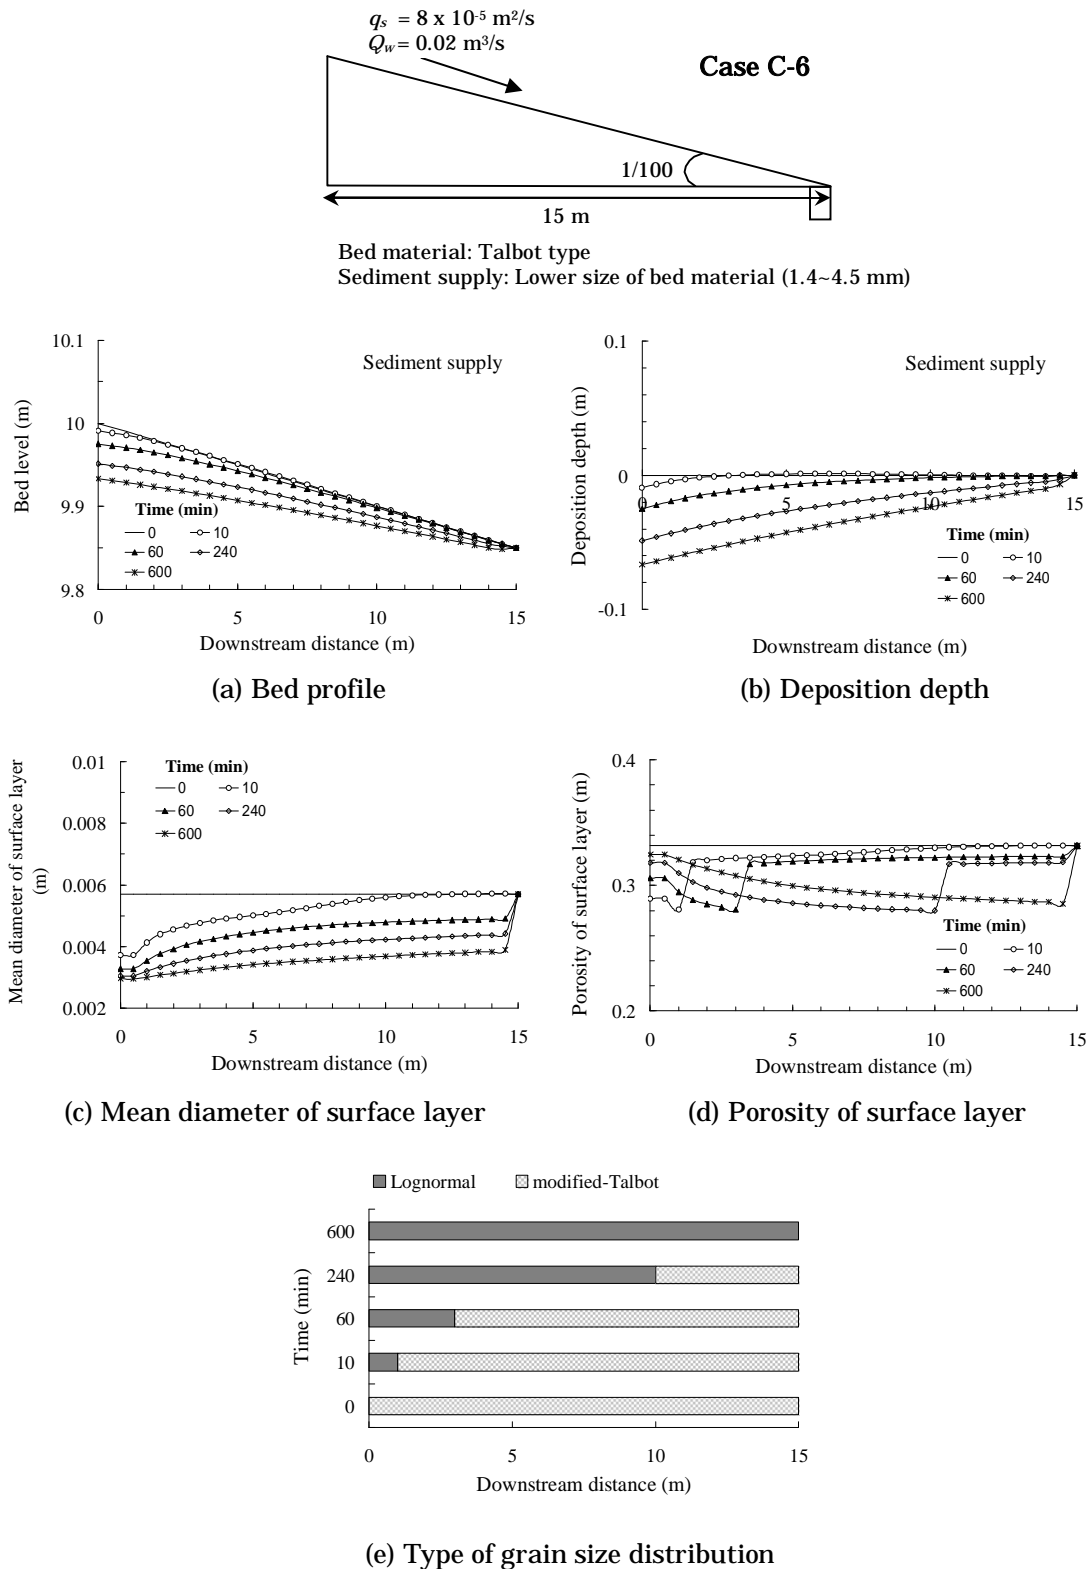 qs = 8 x 10-5 m²/s
Qw = 0.02 m³/s
Case C-6
1/100
15 m
Bed material: Talbot type
Sediment supply: Lower size of bed material (1.4~4.5 mm)
10.1
10
9.9
9.8
Bed level (m)
Sediment supply
Time (min)
0 10
60 240
600
0 5 10 15
Downstream distance (m)
(a) Bed profile
0.1
0
-0.1
Deposition depth (m)
Sediment supply
0 5 10 15
Time (min)
0 10
60 240
600
Downstream distance (m)
(b) Deposition depth
0.01
0.008
0.006
0.004
0.002
Mean diameter of surface layer
(m)
Time (min)
0 10
60 240
600
0 5 10 15
Downstream distance (m)
(c) Mean diameter of surface layer
0.4
0.3
0.2
Porosity of surface layer (m)
Time (min)
0 10
60 240
600
0 5 10 15
Downstream distance (m)
(d) Porosity of surface layer
Lognormal modified-Talbot
600
240
60
10
0
Time (min)
0 5 10 15
Downstream distance (m)
(e) Type of grain size distribution